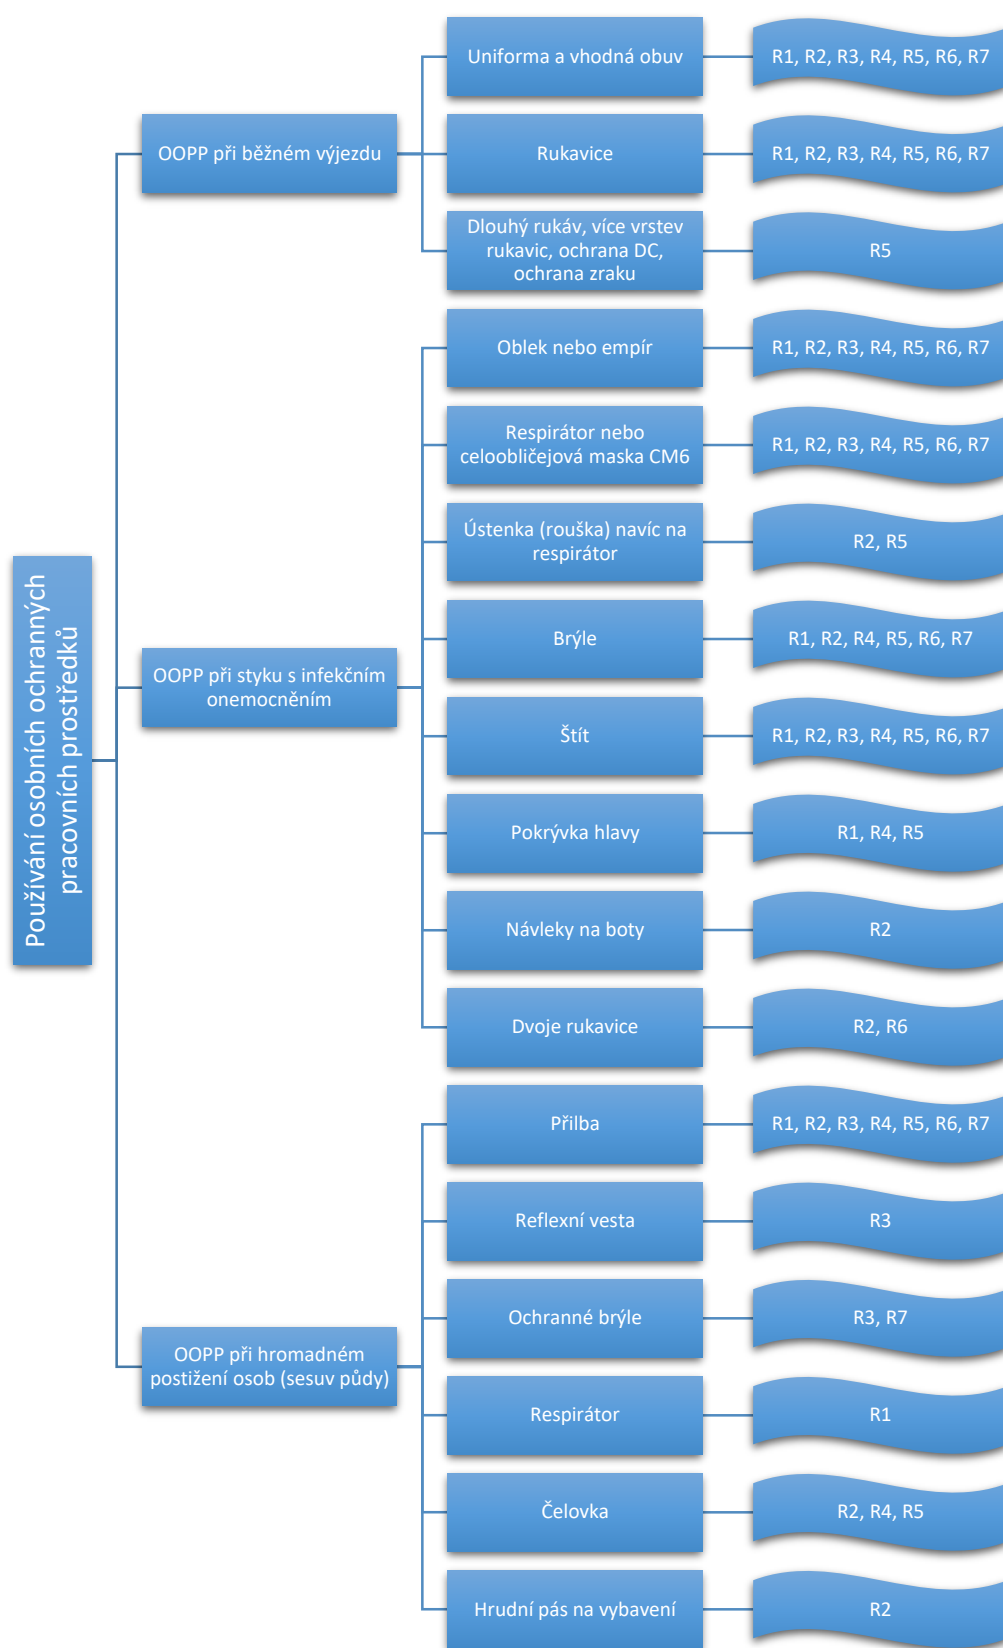 Používání osobních ochranných
pracovních prostředků
OOPP při běžném výjezdu
Uniforma a vhodná obuv
R1, R2, R3, R4, R5, R6, R7
Rukavice
R1, R2, R3, R4, R5, R6, R7
Dlouhý rukáv, více vrstev
rukavic, ochrana DC,
ochrana zraku
R5
OOPP při styku s infekčním
onemocněním
Oblek nebo empír
R1, R2, R3, R4, R5, R6, R7
Respirátor nebo
celoobličejová maska CM6
R1, R2, R3, R4, R5, R6, R7
Ústenka (rouška) navíc na
respirátor
R2, R5
Brýle
R1, R2, R4, R5, R6, R7
Štít
R1, R2, R3, R4, R5, R6, R7
Pokrývka hlavy
R1, R4, R5
Návleky na boty
R2
Dvoje rukavice
R2, R6
OOPP při hromadném
postižení osob (sesuv půdy)
Přilba
R1, R2, R3, R4, R5, R6, R7
Reflexní vesta
R3
Ochranné brýle
R3, R7
Respirátor
R1
Čelovka
R2, R4, R5
Hrudní pás na vybavení
R2